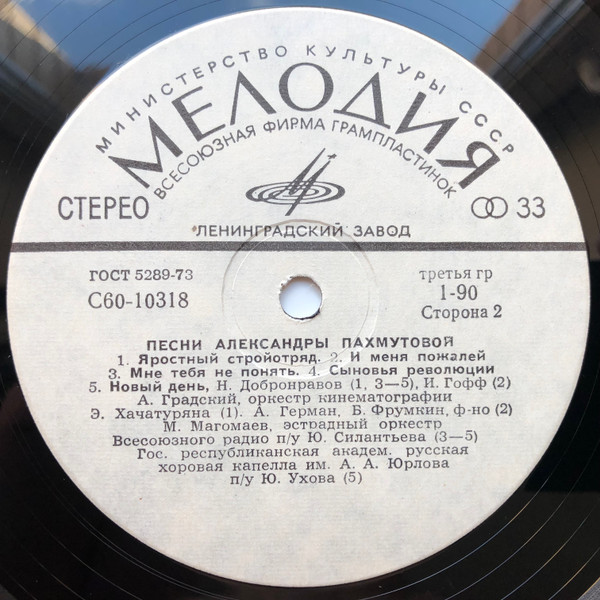 МИНИСТЕРСТВО КУЛЬТУРЫ СССР
МЕЛОДИЯ
ВСЕСОЮЗНАЯ ФИРМА ГРАМПЛАСТИНОК
СТЕРЕО
33
ЛЕНИНГРАДСКИЙ ЗАВОД
ГОСТ 5289-73
третья гр
С60-10318
1-90
Сторона 2
ПЕСНИ АЛЕКСАНДРЫ ПАХМУТОВОЙ
1. Яростный стройотряд. 2. И меня пожалей
3. Мне тебя не понять. 4. Сыновья революции
5. Новый день, Н. Добронравов (1, 3—5), И. Гофф (2)
А. Градский, оркестр кинематографии
Э. Хачатуряна (1). А. Герман, Б. Фрумкин, ф-но (2)
М. Магомаев, эстрадный оркестр
Всесоюзного радио п/у Ю. Силантьева (3—5)
Гос. республиканская академ. русская
хоровая капелла им. А. А. Юрлова
п/у Ю. Ухова (5)